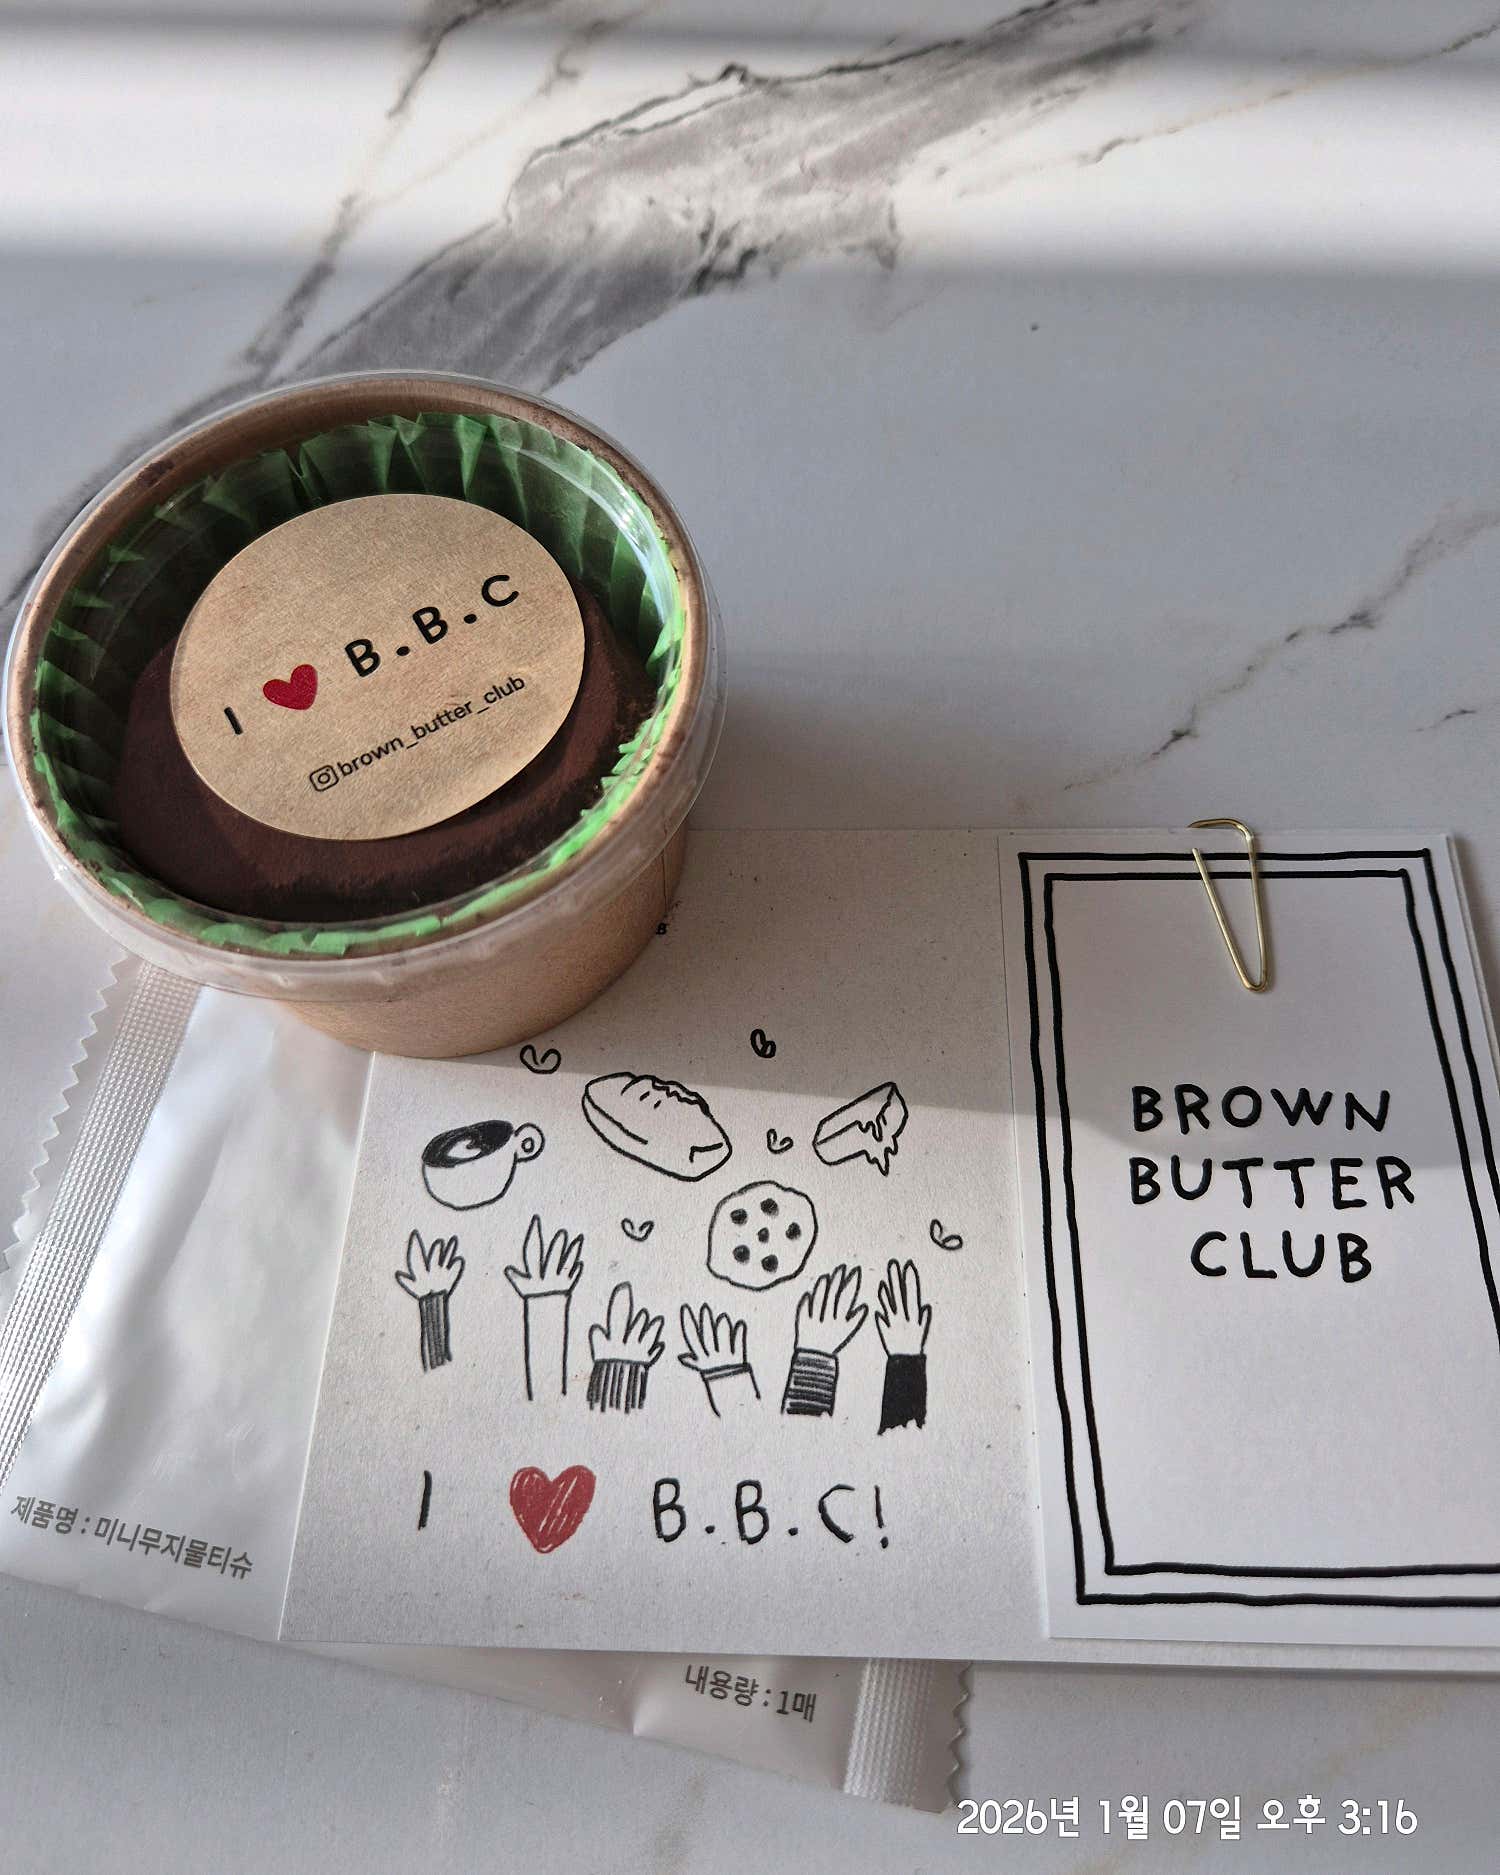 I ❤ B.B.C
brown_butter_club
BROWN
BUTTER
CLUB
I ❤ B.B.C!
제품명 : 미니무지물티슈
내용량 : 1매
2026년 1월 07일 오후 3:16